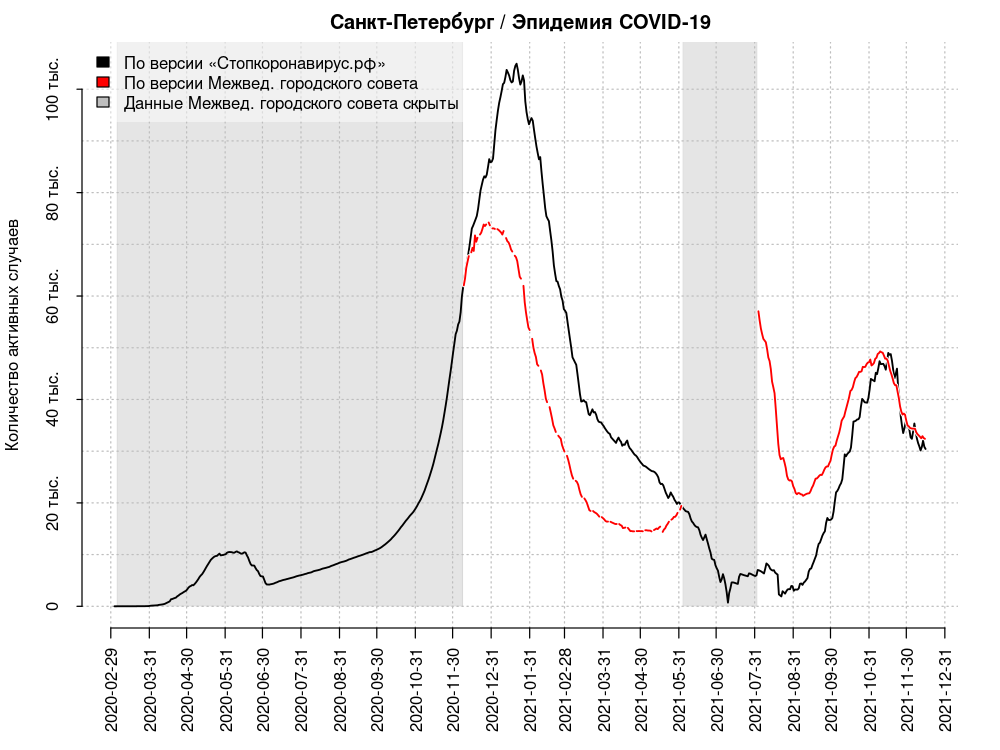 Санкт-Петербург / Эпидемия COVID-19
По версии «Стопкоронавирус.рф»
По версии Межвед. городского совета
Данные Межвед. городского совета скрыты
Количество активных случаев
100 тыс.
80 тыс.
60 тыс.
40 тыс.
20 тыс.
0
2020-02-29
2020-03-31
2020-04-30
2020-05-31
2020-06-30
2020-07-31
2020-08-31
2020-09-30
2020-10-31
2020-11-30
2020-12-31
2021-01-31
2021-02-28
2021-03-31
2021-04-30
2021-05-31
2021-06-30
2021-07-31
2021-08-31
2021-09-30
2021-10-31
2021-11-30
2021-12-31